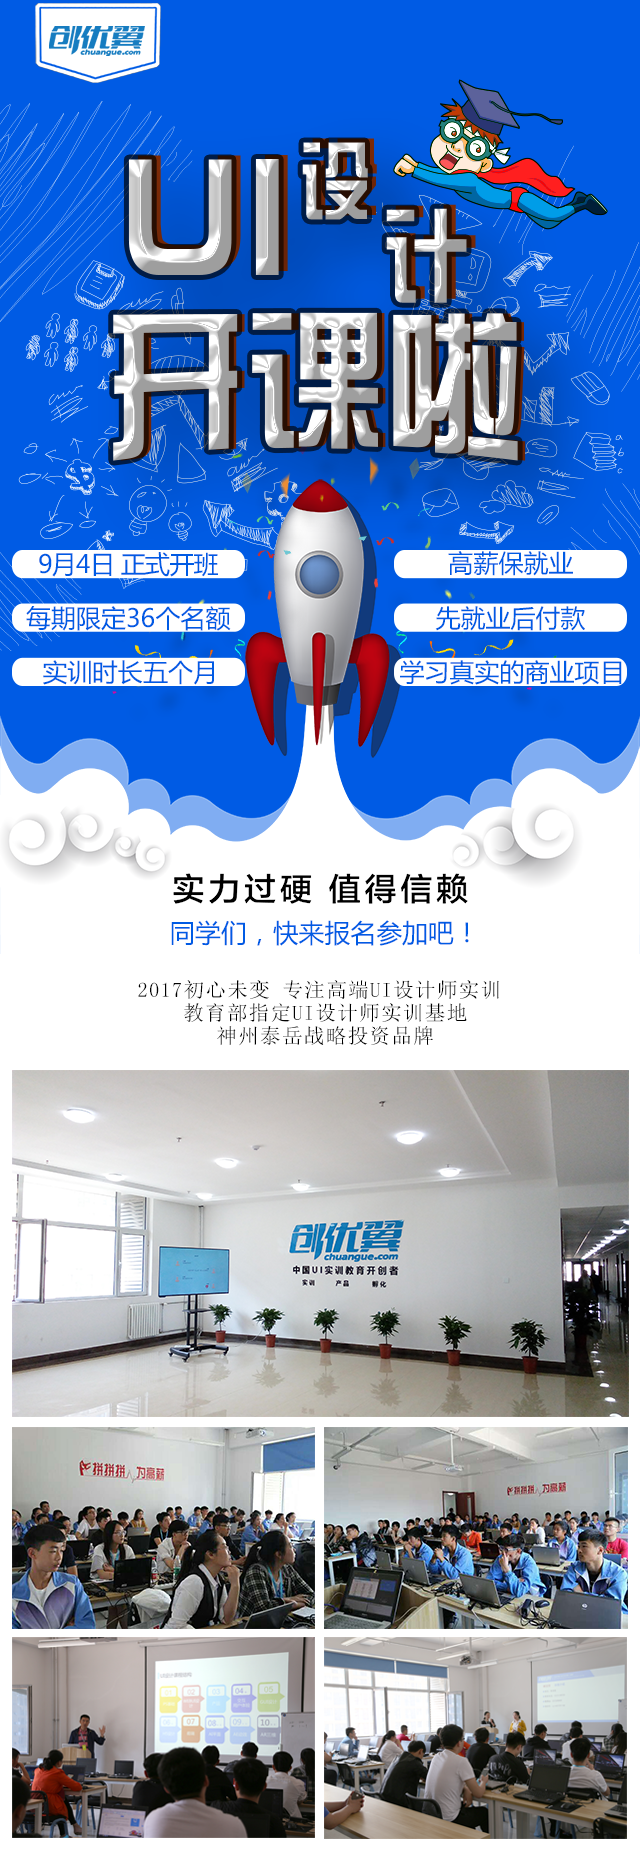 创优翼
chuangue.com
UI设计
开课啦
9月4日 正式开班
高薪保就业
每期限定36个名额
先就业后付款
实训时长五个月
学习真实的商业项目
实力过硬 值得信赖
同学们，快来报名参加吧！
2017初心未变 专注高端UI设计师实训
教育部指定UI设计师实训基地
神州泰岳战略投资品牌
创优翼
chuangue.com
中国UI实训教育开创者
实训 产品 孵化
拼拼拼 为高薪
拼拼拼 为高薪
04
05
07
09
10